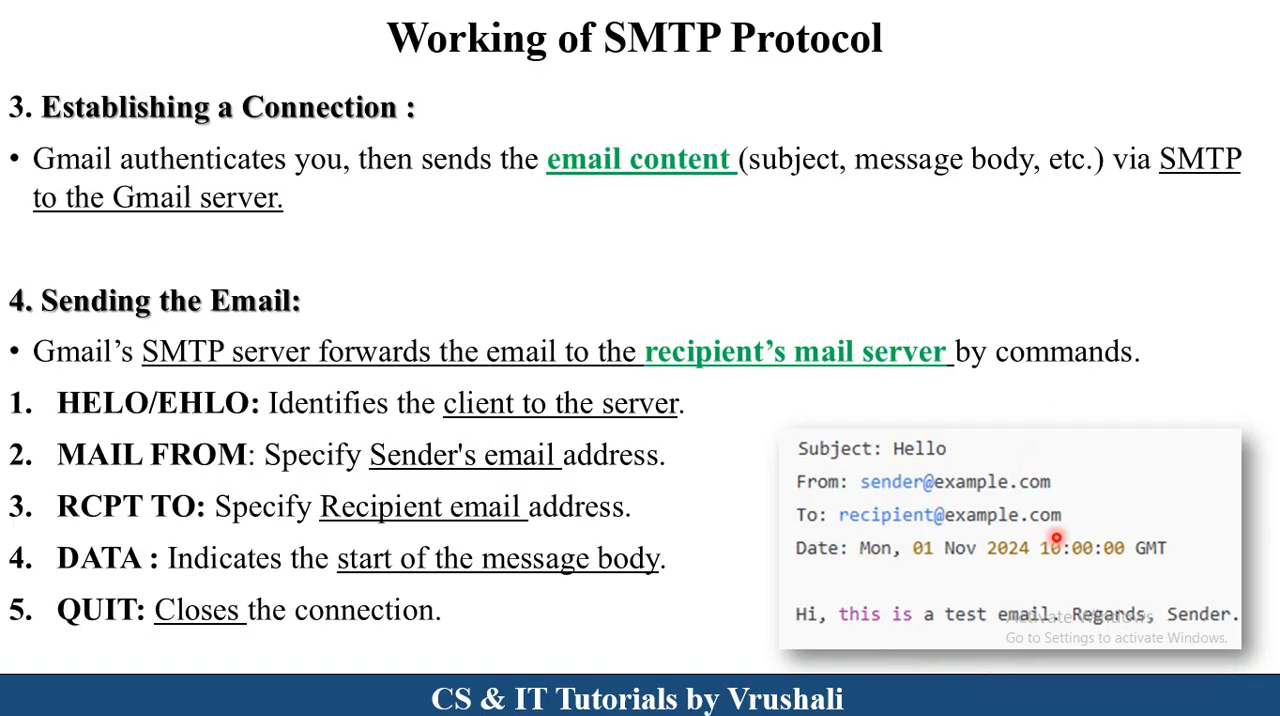 Working of SMTP Protocol
3. Establishing a Connection :
• Gmail authenticates you, then sends the email content (subject, message body, etc.) via SMTP
to the Gmail server.
4. Sending the Email:
• Gmail’s SMTP server forwards the email to the recipient’s mail server by commands.
1. HELO/EHLO: Identifies the client to the server.
2. MAIL FROM: Specify Sender's email address.
3. RCPT TO: Specify Recipient email address.
4. DATA : Indicates the start of the message body.
5. QUIT: Closes the connection.
Subject: Hello
From: sender@example.com
To: recipient@example.com
Date: Mon, 01 Nov 2024 10:00:00 GMT
Hi, this is a test email. Regards, Sender.
Activate Windows
Go to Settings to activate Windows.
CS & IT Tutorials by Vrushali